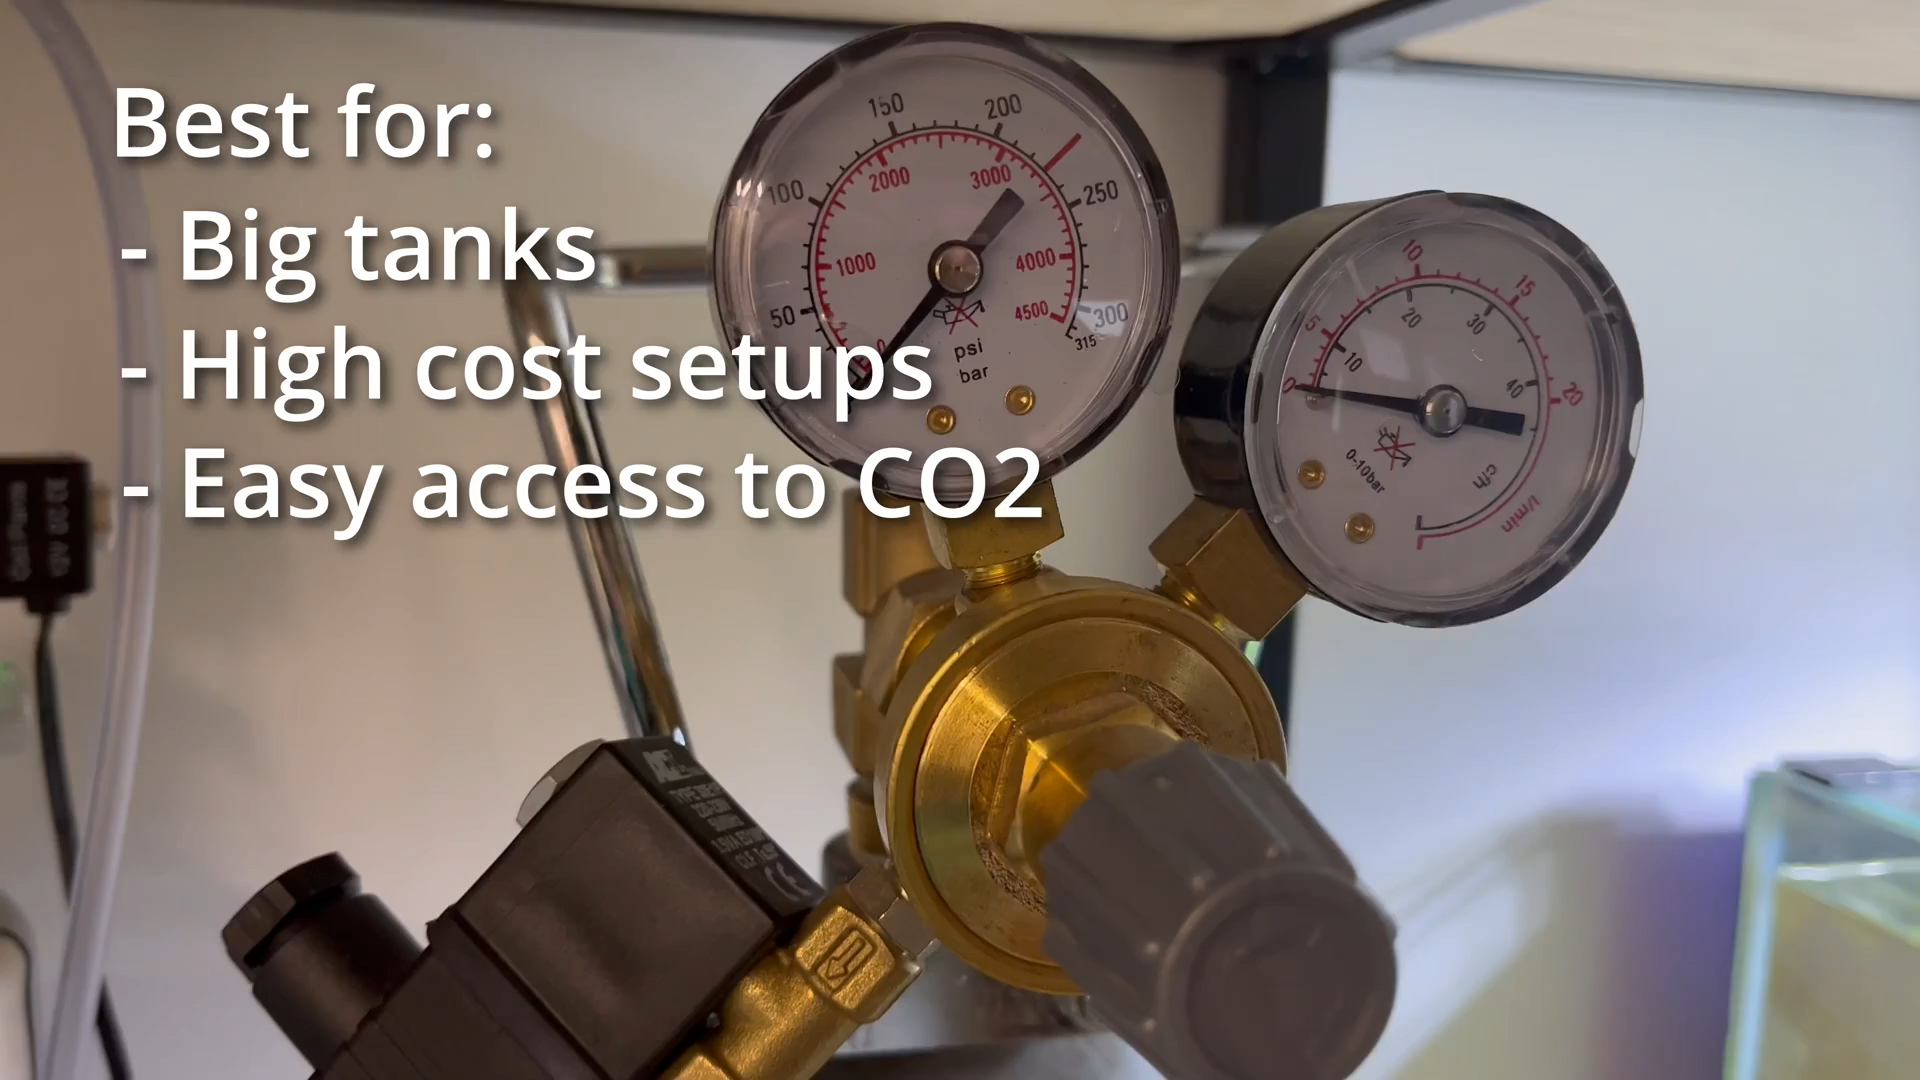 Best for:
- Big tanks
- High cost setups
- Easy access to CO2
150
200
100
2000
3000
250
1000
4000
50
4500
300
0
315
psi
bar
10
15
5
20
30
10
0
40
20
0-10bar
cfh
l/min